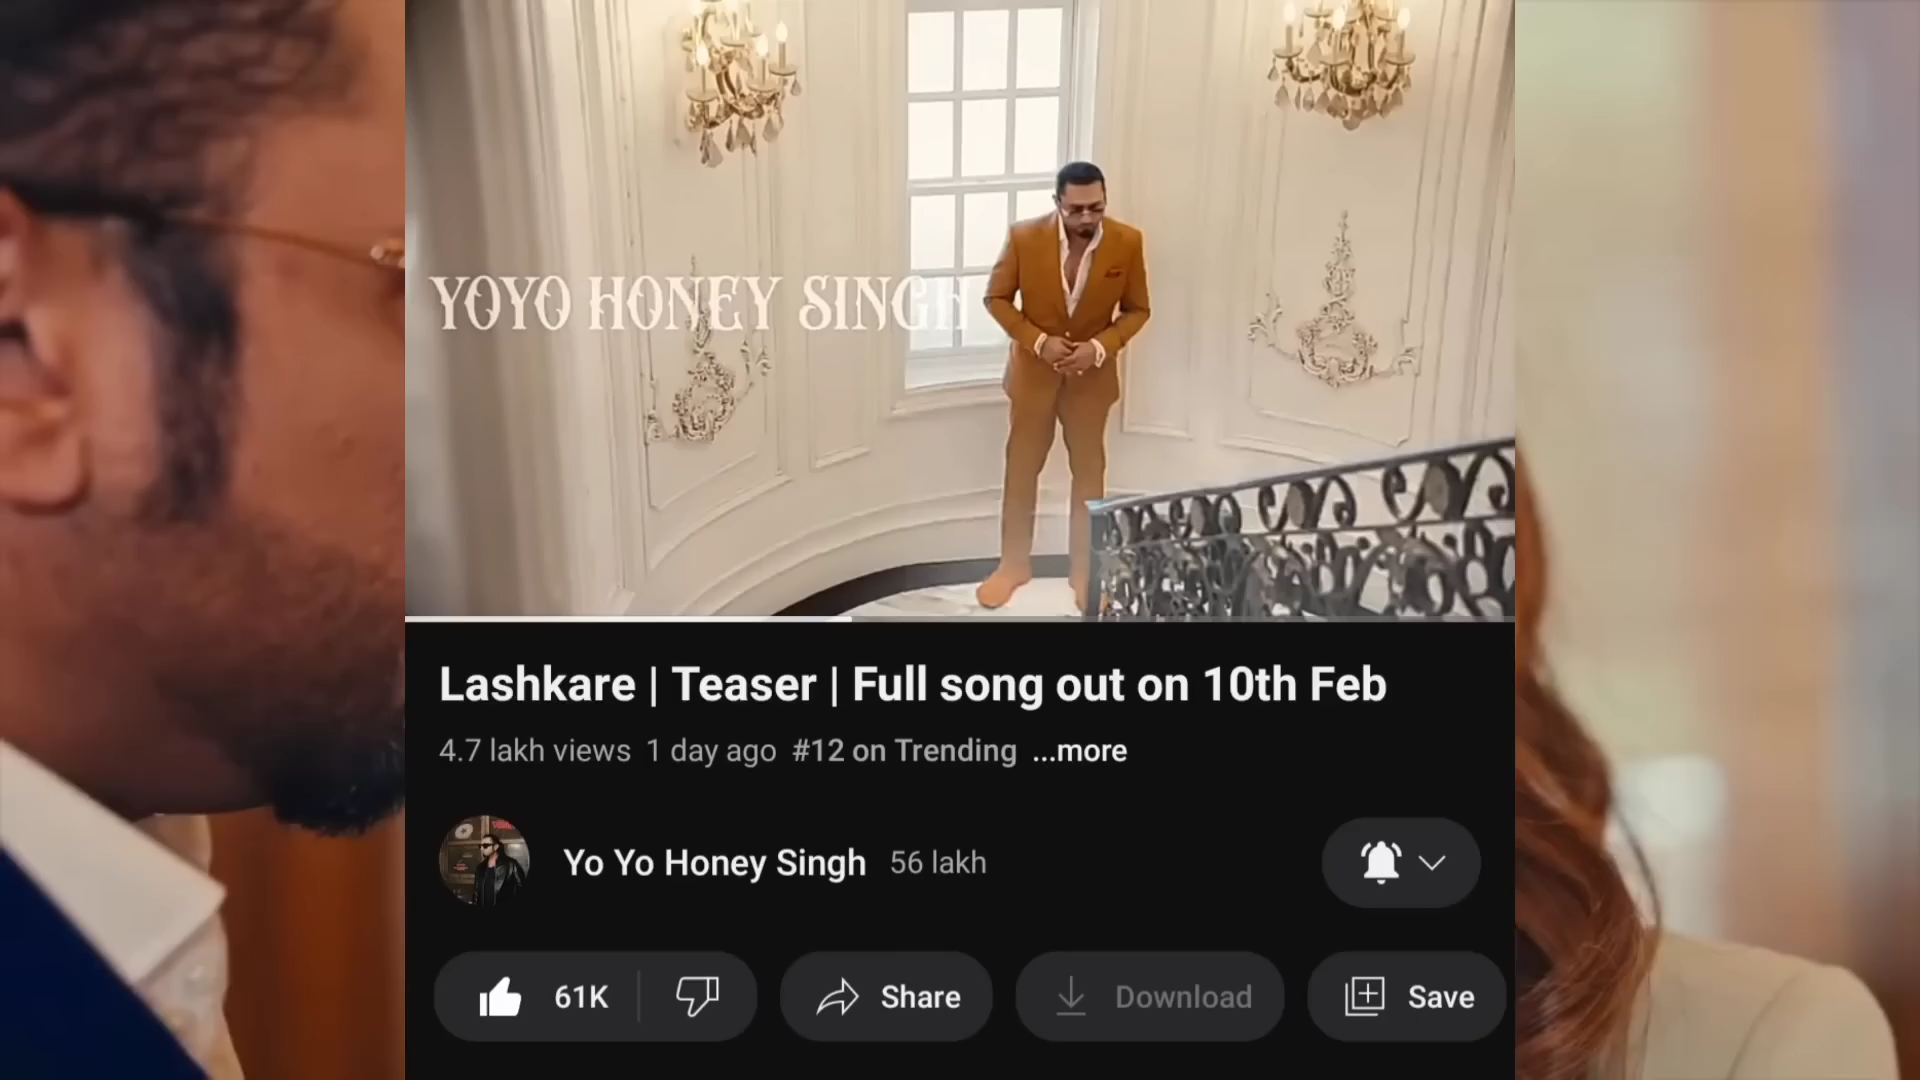 YOYO HONEY SINGH
Lashkare | Teaser | Full song out on 10th Feb
4.7 lakh views 1 day ago #12 on Trending ...more
Yo Yo Honey Singh 56 lakh
61K Share Download Save